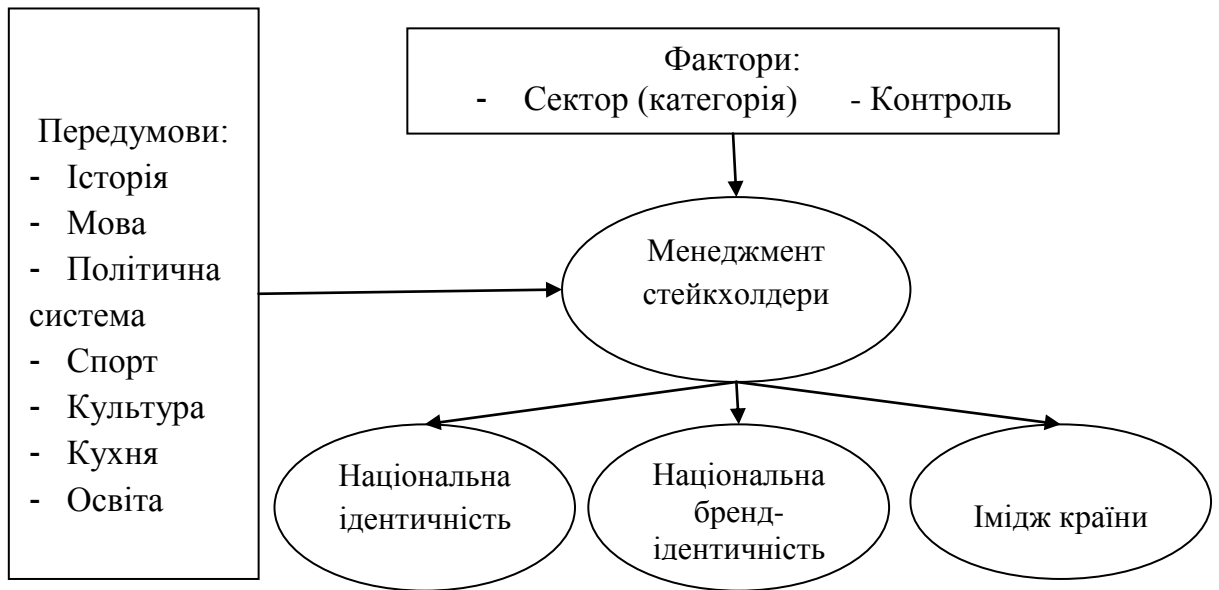 Передумови:
- Історія
- Мова
- Політична
система
- Спорт
- Культура
- Кухня
- Освіта
Фактори:
- Сектор (категорія) - Контроль
Менеджмент
стейкхолдери
Національна
ідентичність
Національна
бренд-
ідентичність
Імідж країни